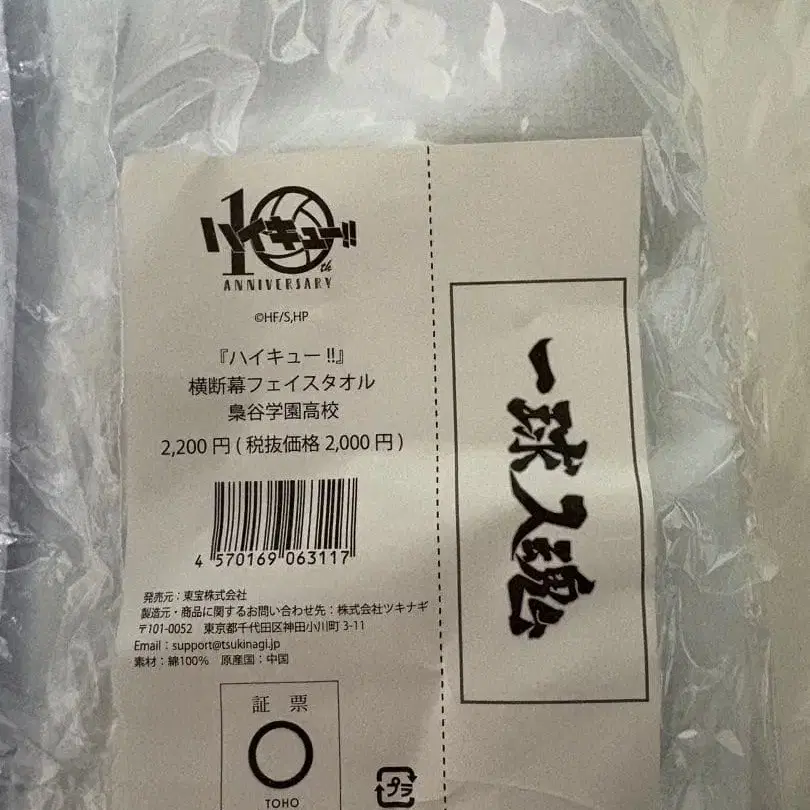 10th
ハイキュー!!
ANNIVERSARY
©HF/S,HP
『ハイキュー!!』
横断幕フェイスタオル
梟谷学園高校
2,200 円 ( 税抜価格 2,000 円 )
4 570169 063117
発売元：東宝株式会社
製造元・商品に関するお問い合わせ先：株式会社ツキナギ
〒101-0052 東京都千代田区神田小川町 3-11
Email：support@tsukinagi.jp
素材：綿100% 原産国：中国
証 票
TOHO
プラ
一球入魂